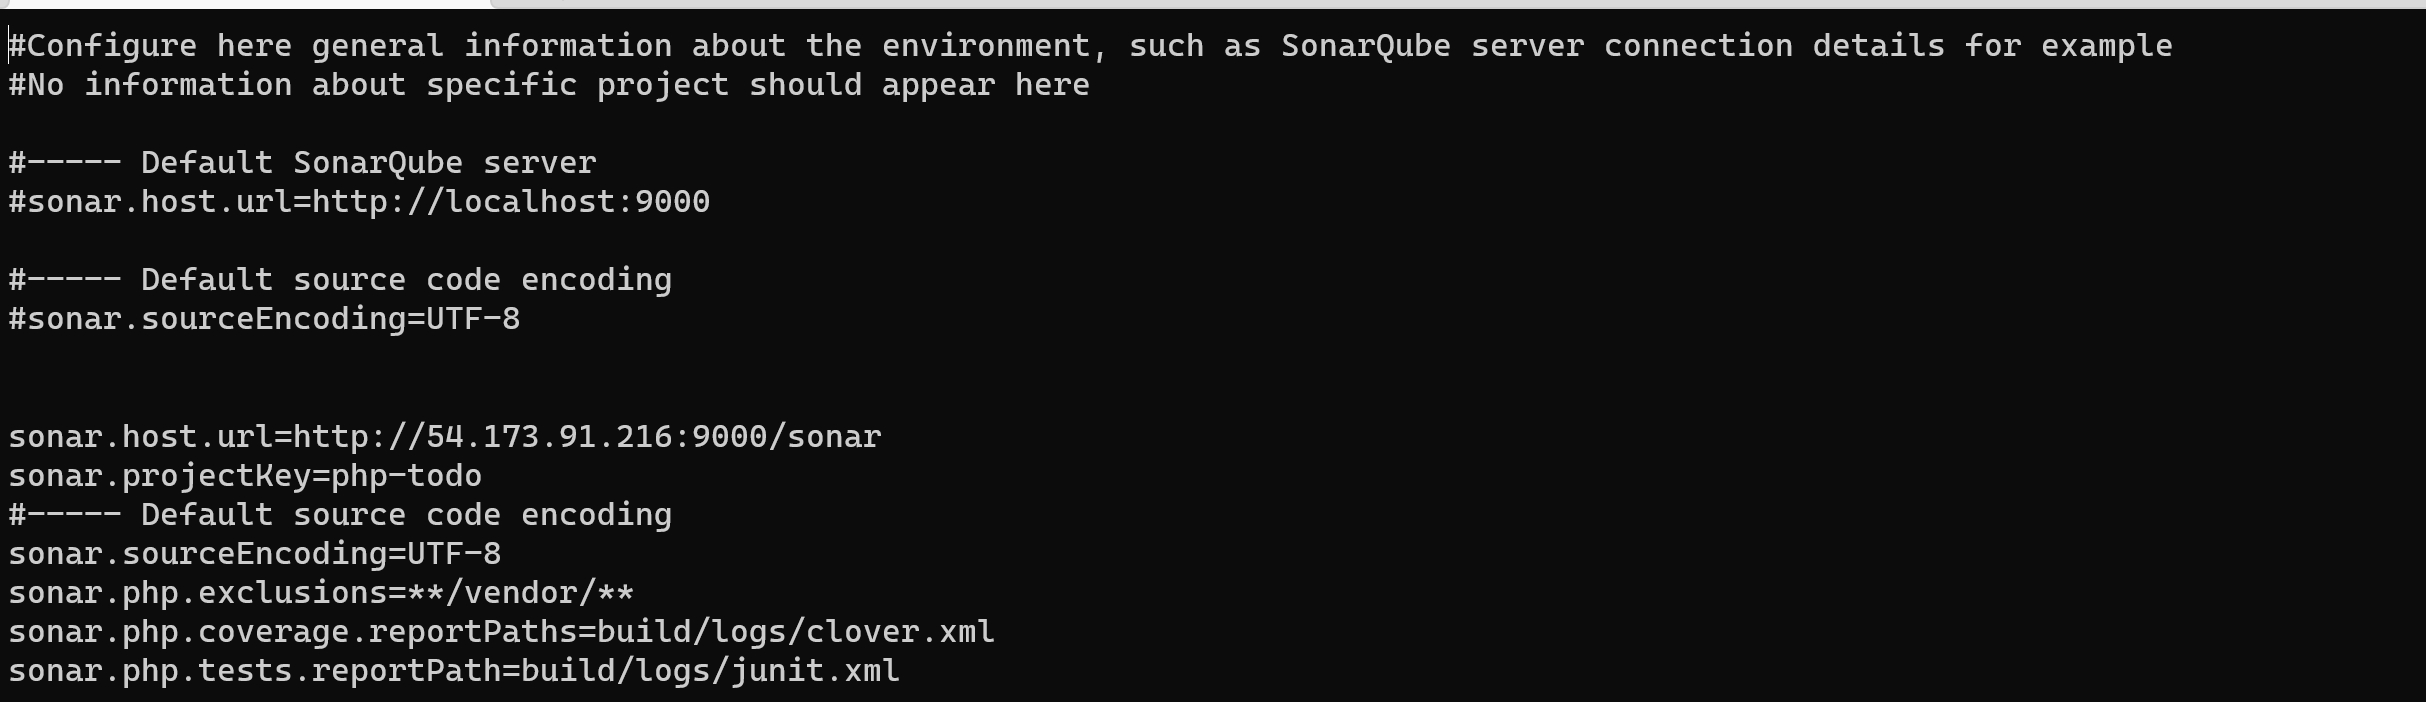 #Configure here general information about the environment, such as SonarQube server connection details for example
#No information about specific project should appear here
#----- Default SonarQube server
#sonar.host.url=http://localhost:9000
#----- Default source code encoding
#sonar.sourceEncoding=UTF-8
sonar.host.url=http://54.173.91.216:9000/sonar
sonar.projectKey=php-todo
#----- Default source code encoding
sonar.sourceEncoding=UTF-8
sonar.php.exclusions=**/vendor/**
sonar.php.coverage.reportPaths=build/logs/clover.xml
sonar.php.tests.reportPath=build/logs/junit.xml